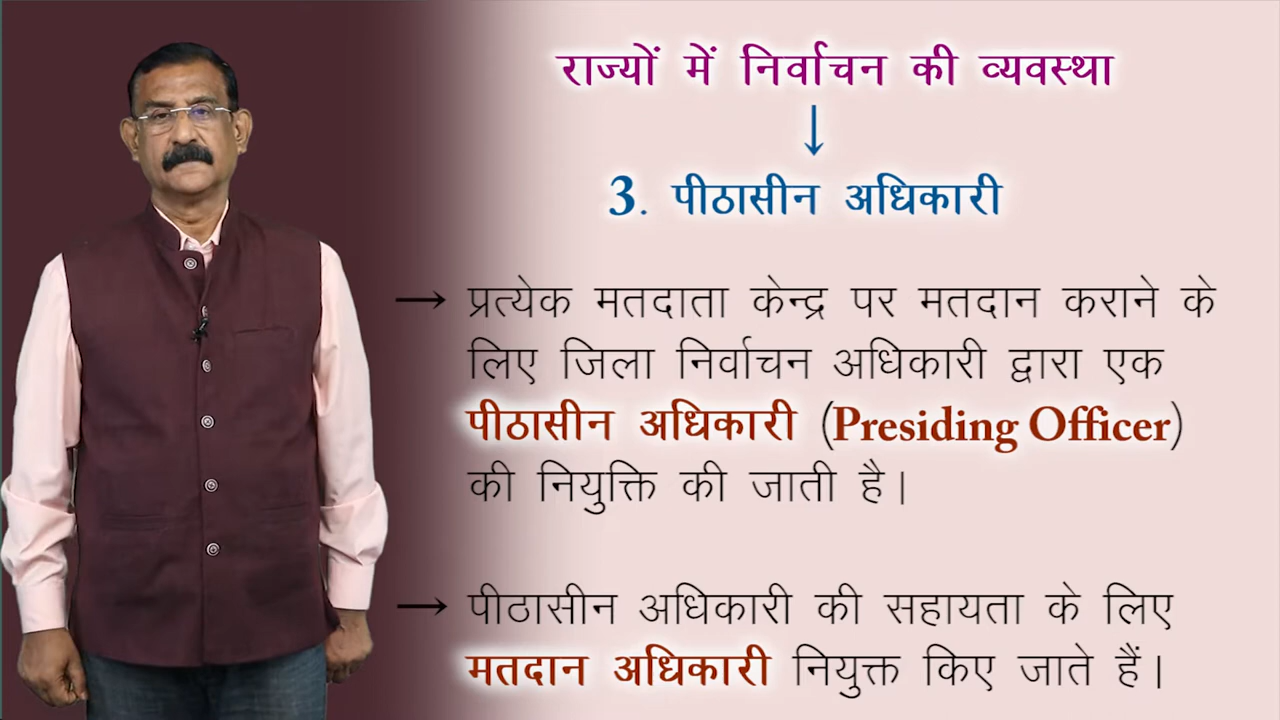 राज्यों में निर्वाचन की व्यवस्था
↓
3. पीठासीन अधिकारी
→ प्रत्येक मतदाता केन्द्र पर मतदान कराने के
लिए जिला निर्वाचन अधिकारी द्वारा एक
पीठासीन अधिकारी (Presiding Officer)
की नियुक्ति की जाती है।
→ पीठासीन अधिकारी की सहायता के लिए
मतदान अधिकारी नियुक्त किए जाते हैं।